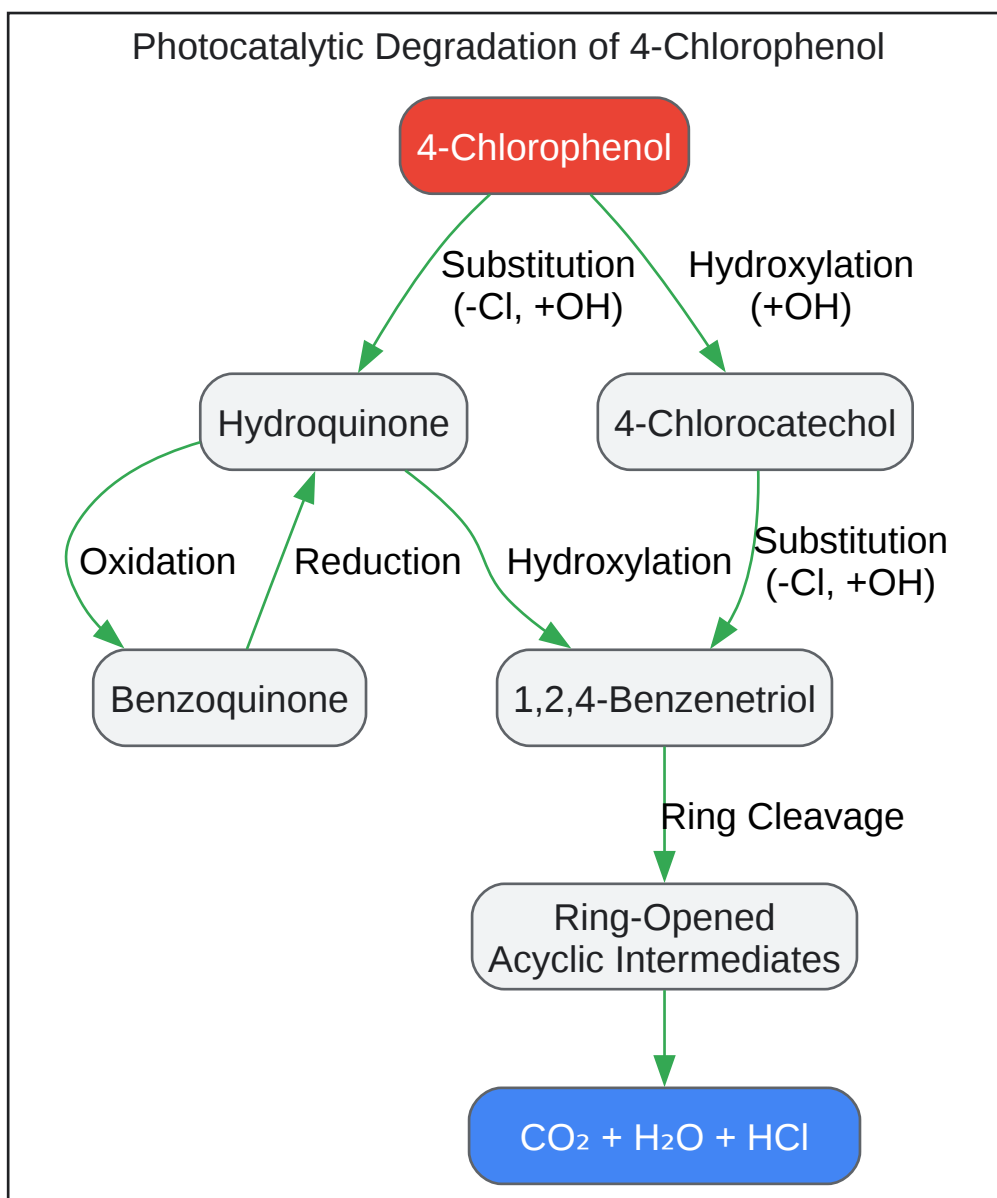 Photocatalytic Degradation of 4-Chlorophenol
4-Chlorophenol
Substitution
(-Cl, +OH)
Hydroxylation
(+OH)
Hydroquinone
4-Chlorocatechol
Oxidation
Reduction
Hydroxylation
Substitution
(-Cl, +OH)
Benzoquinone
1,2,4-Benzenetriol
Ring Cleavage
Ring-Opened
Acyclic Intermediates
CO₂ + H₂O + HCl